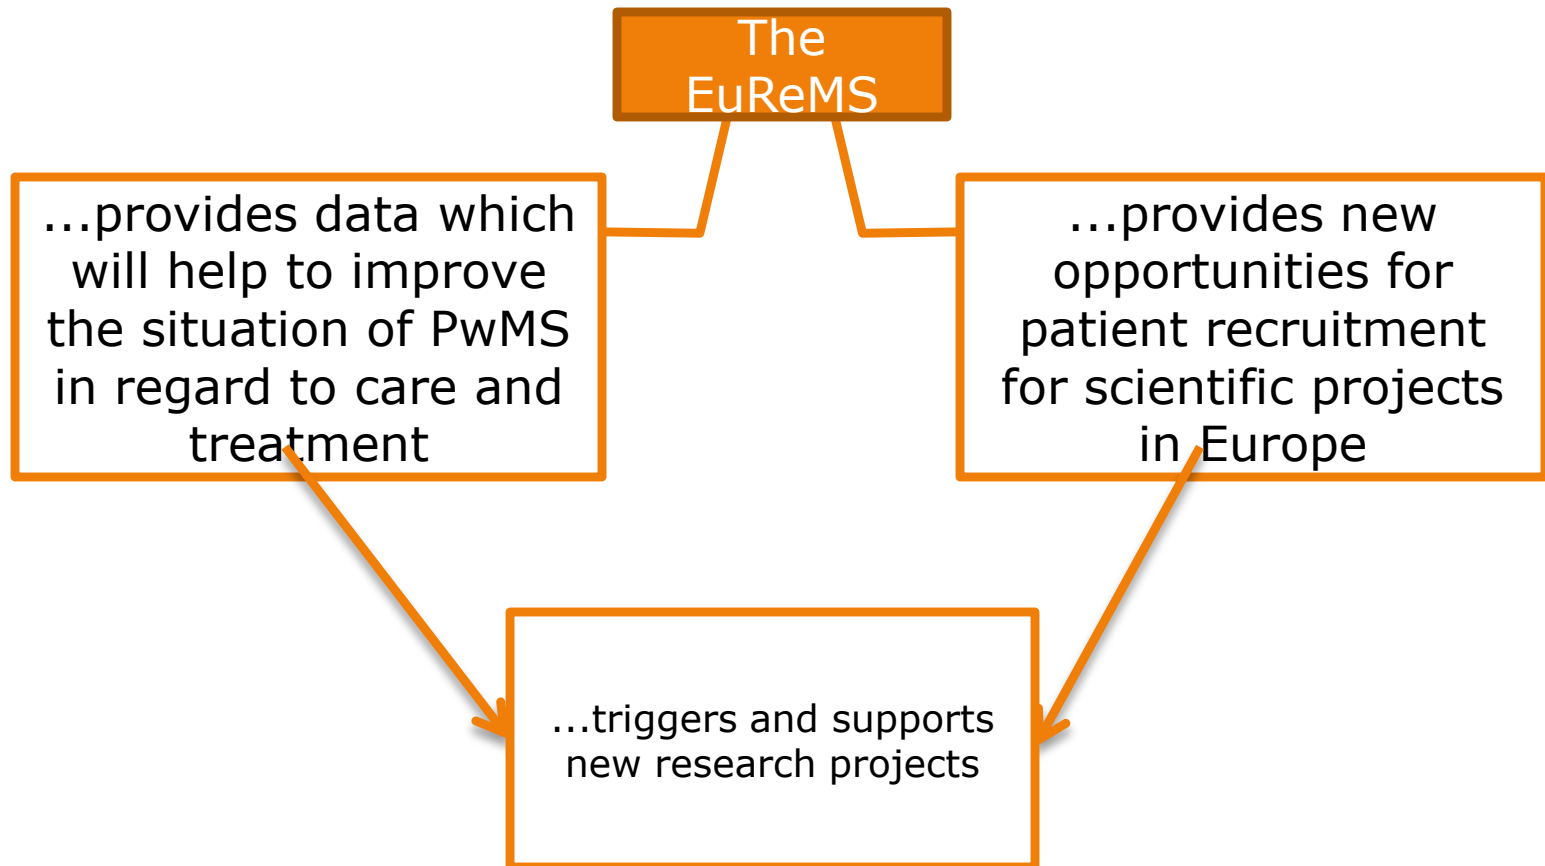 The
EuReMS
...provides data which
will help to improve
the situation of PwMS
in regard to care and
treatment
...provides new
opportunities for
patient recruitment
for scientific projects
in Europe
...triggers and supports
new research projects